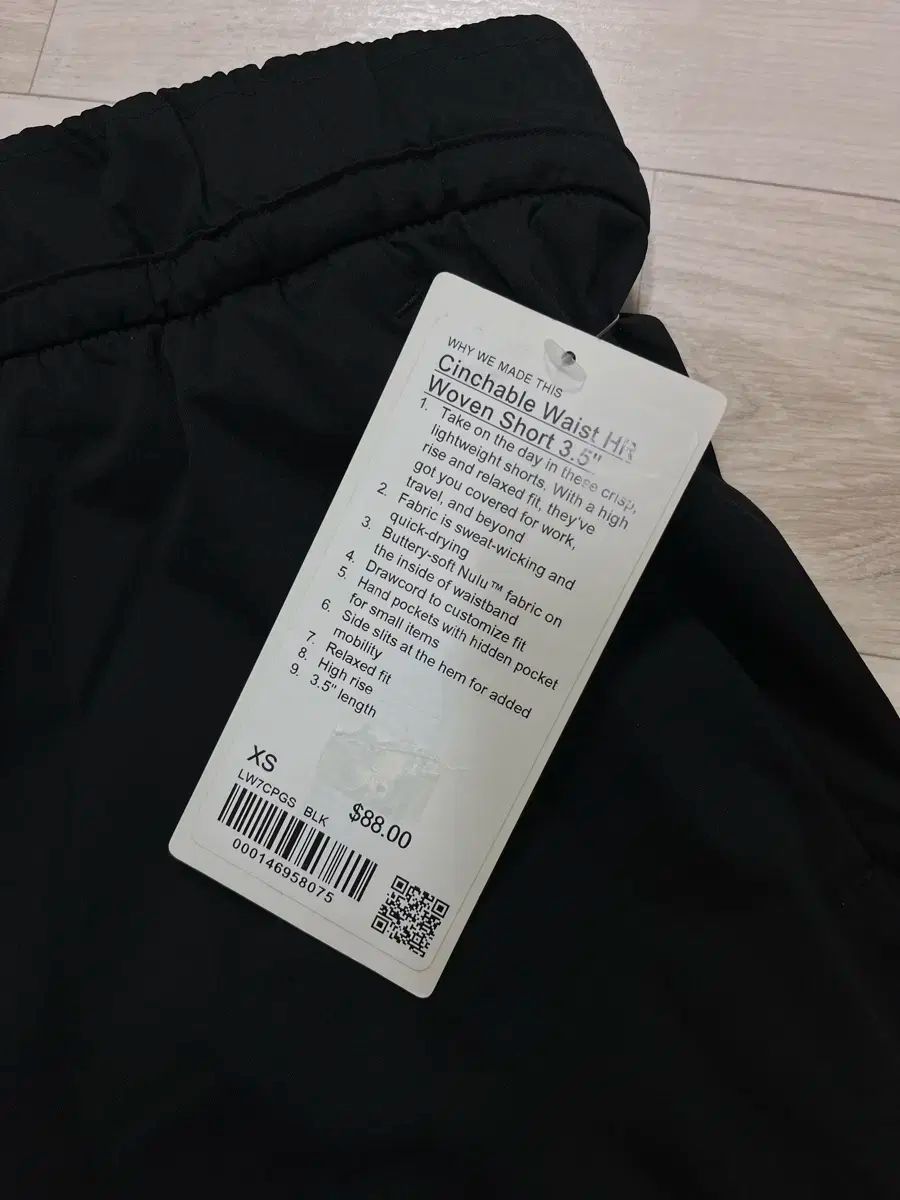 WHY WE MADE THIS
Cinchable Waist HR
Woven Short 3.5"
1. Take on the day in these crisp,
lightweight shorts. With a high
rise and relaxed fit, they've
got you covered for work,
travel, and beyond
2. Fabric is sweat-wicking and
quick-drying
3. Buttery-soft Nulu™ fabric on
the inside of waistband
4. Drawcord to customize fit
5. Hand pockets with hidden pocket
for small items
6. Side slits at the hem for added
mobility
7. Relaxed fit
8. High rise
9. 3.5" length
XS
LW7CPGS BLK $88.00
000146958075